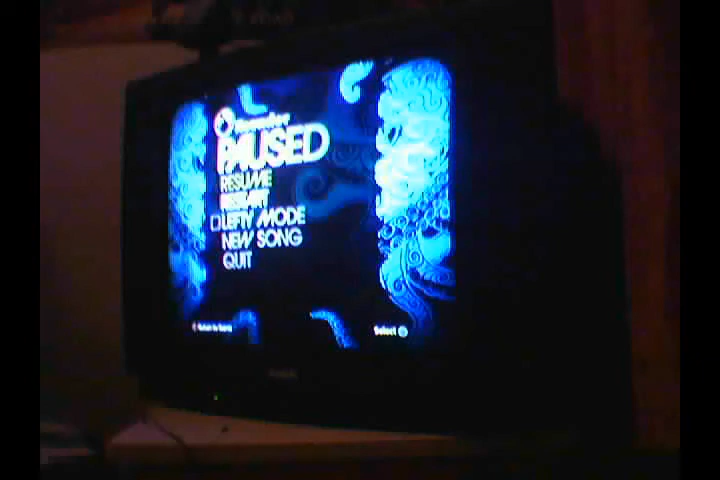 PAUSED
RESUME
RESTART
LEFTY MODE
NEW SONG
QUIT
Select